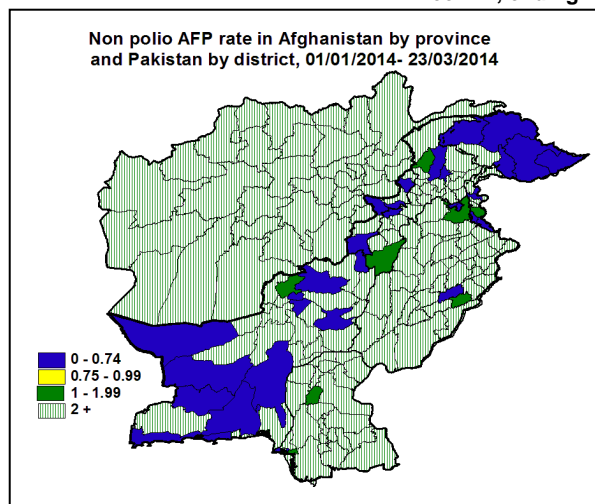 Non polio AFP rate in Afghanistan by province
and Pakistan by district, 01/01/2014- 23/03/2014
0 - 0.74
0.75 - 0.99
1 - 1.99
2 +